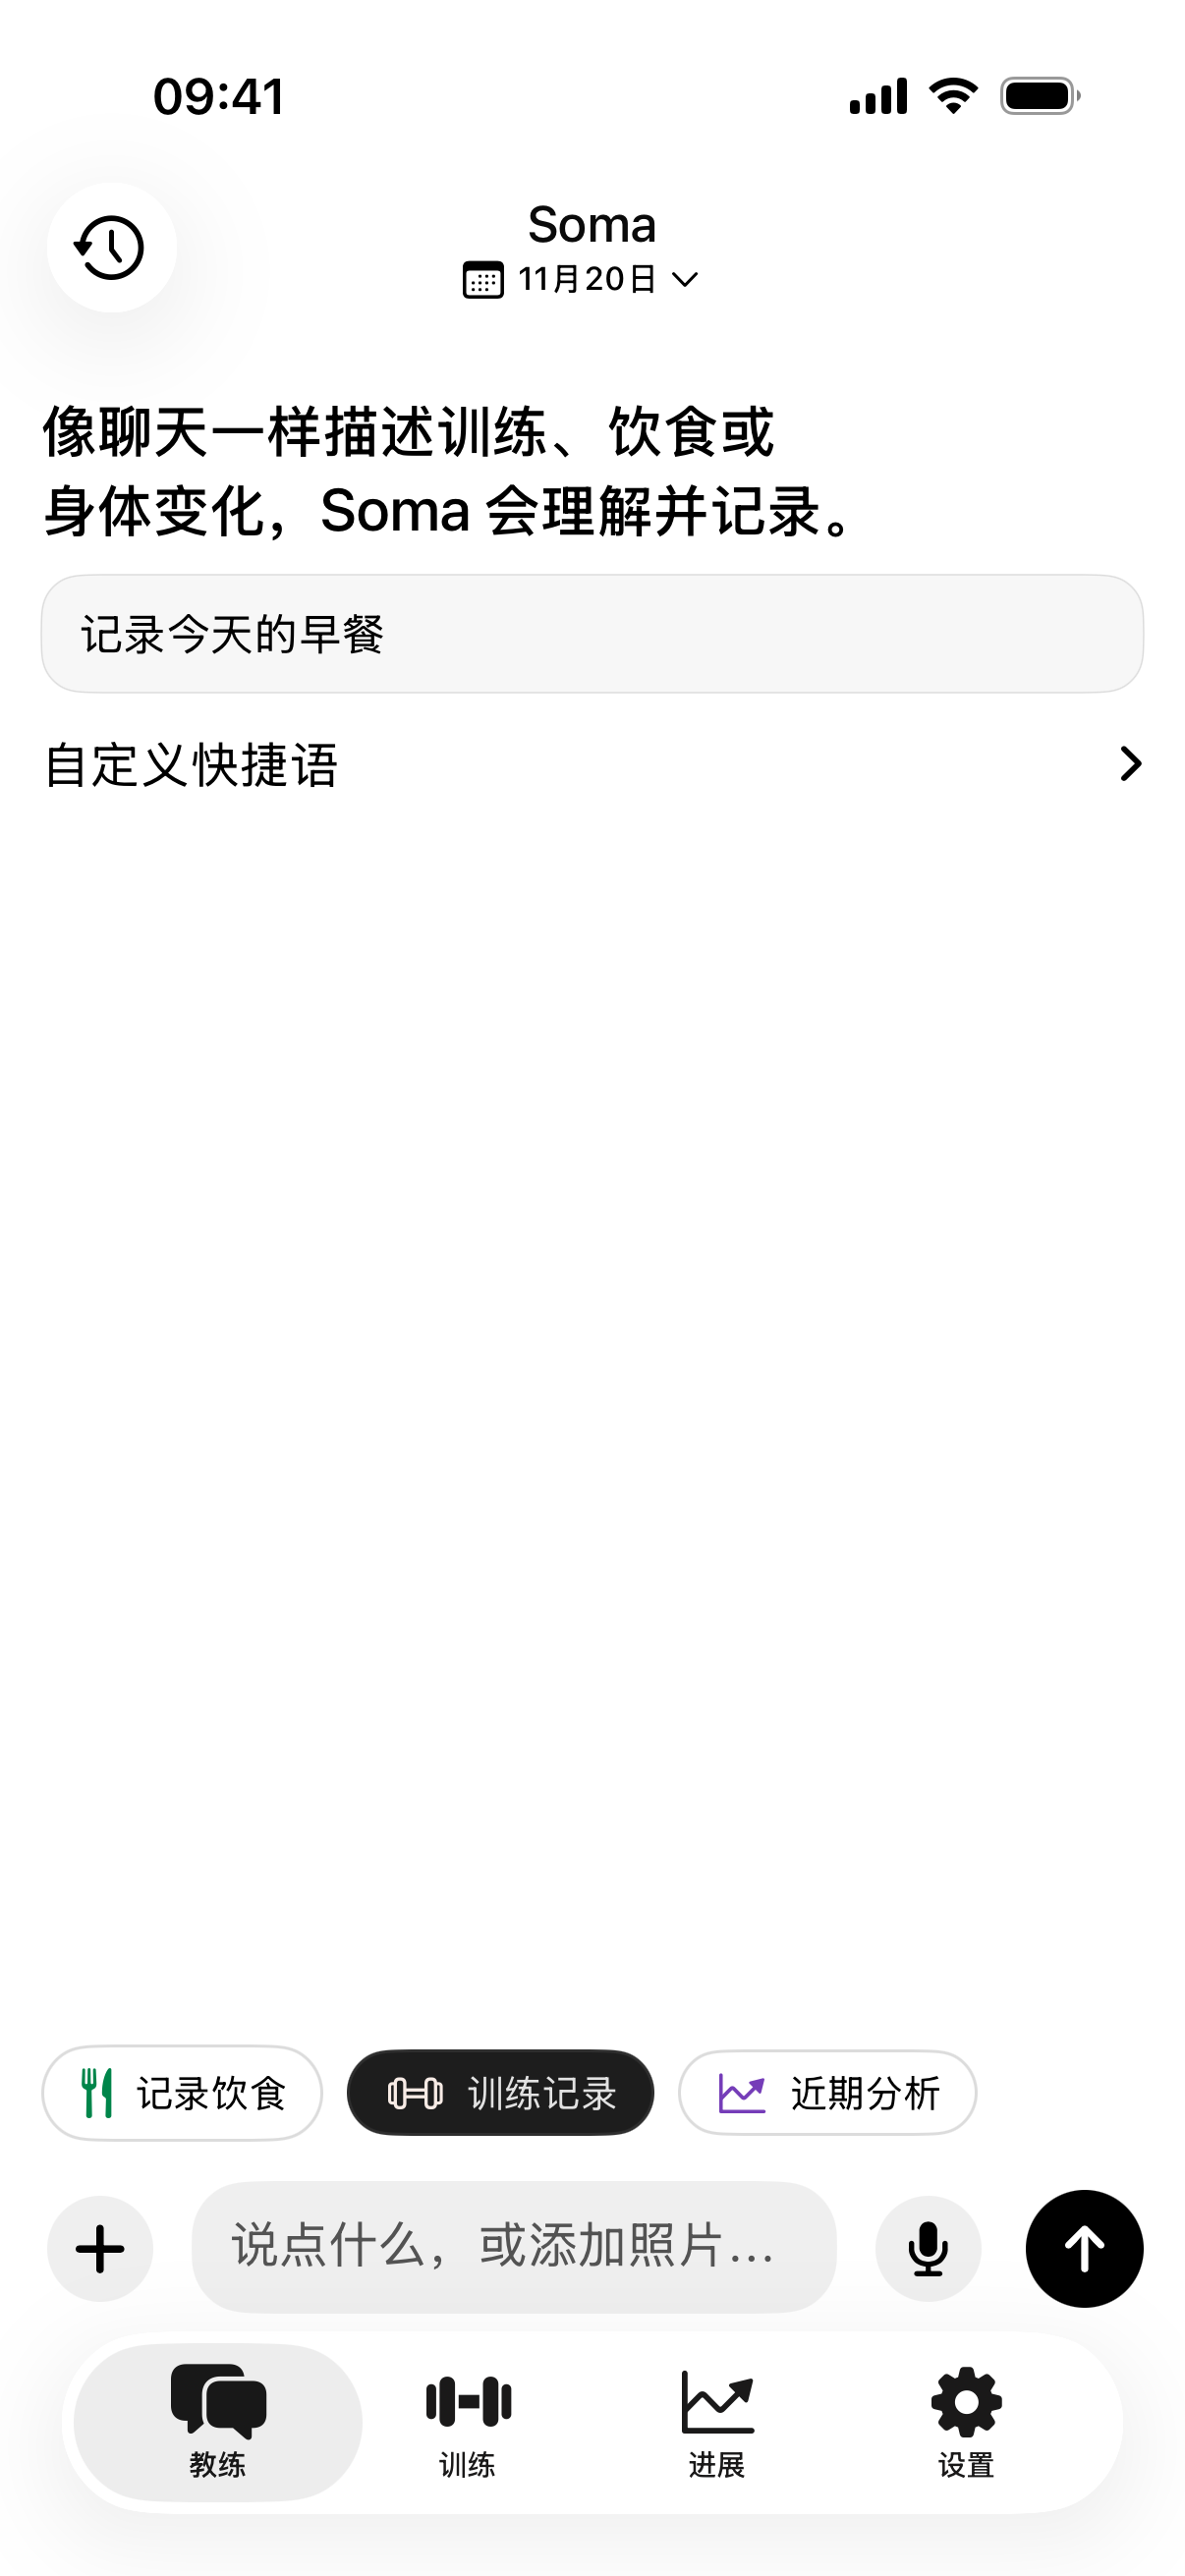 09:41
Soma
11月20日
像聊天一样描述训练、饮食或
身体变化，Soma 会理解并记录。
记录今天的早餐
自定义快捷语
记录饮食
训练记录
近期分析
说点什么，或添加照片...
教练
训练
进展
设置